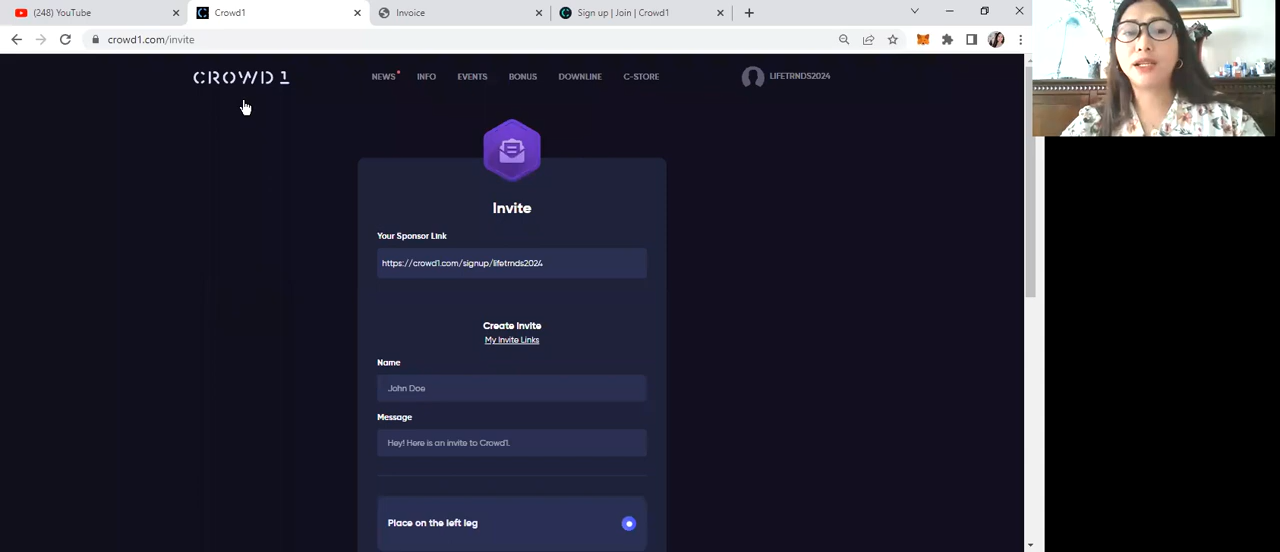 (248) YouTube
Crowd1
Invoice
Sign up | Join | Crowd1
crowd1.com/invite
CROWD 1
NEWS
INFO
EVENTS
BONUS
DOWNLINE
C-STORE
LIFETRNDS2024
Invite
Your Sponsor Link
https://crowd1.com/signup/lifetrnds2024
Create Invite
My Invite Links
Name
John Doe
Message
Hey! Here is an invite to Crowd1.
Place on the left leg